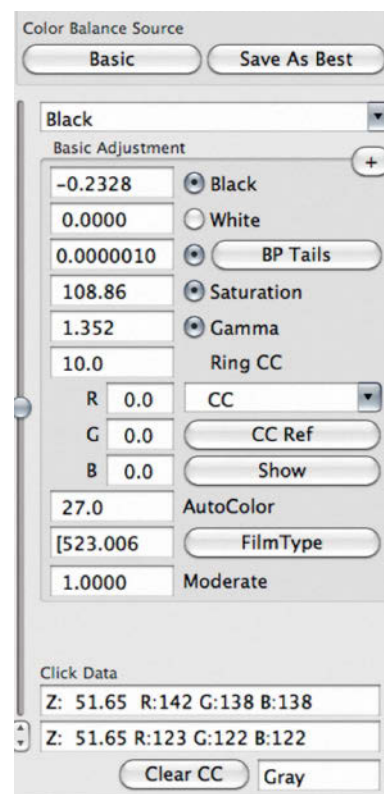 Color Balance Source
Basic Save As Best
Black
Basic Adjustment
+
-0.2328 Black
0.0000 White
0.0000010 BP Tails
108.86 Saturation
1.352 Gamma
10.0 Ring CC
R 0.0 CC
G 0.0 CC Ref
B 0.0 Show
27.0 AutoColor
[523.006 FilmType
1.0000 Moderate
Click Data
Z: 51.65 R:142 G:138 B:138
Z: 51.65 R:123 G:122 B:122
Clear CC Gray